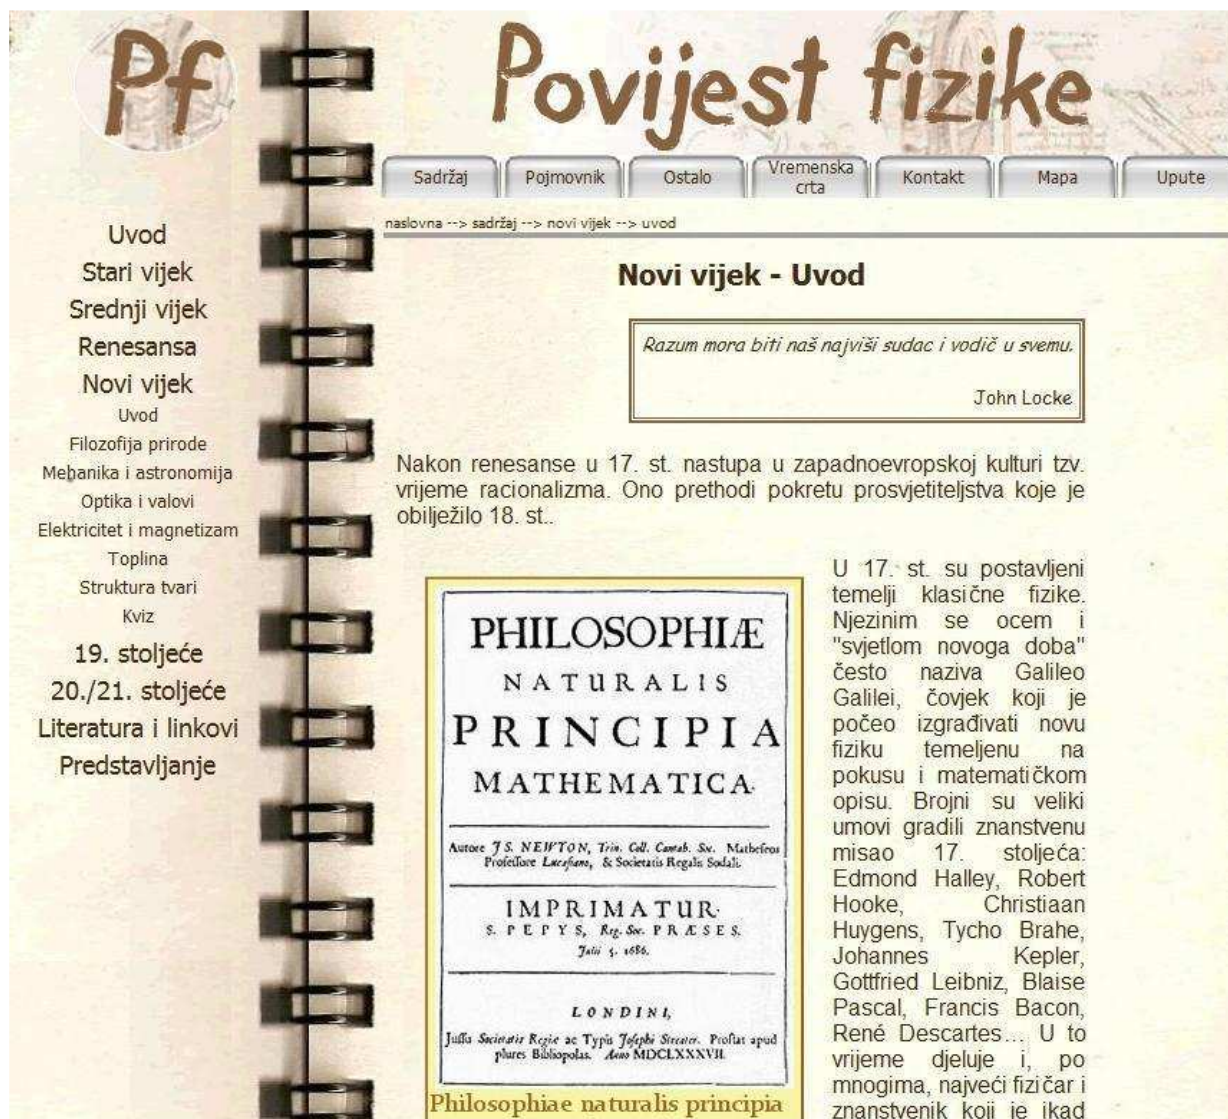 Pf
Povijest fizike
Sadržaj
Pojmovnik
Ostalo
Vremenska
crta
Kontakt
Mapa
Upute
naslovna --> sadržaj --> novi vijek --> uvod
Uvod
Stari vijek
Srednji vijek
Renesansa
Novi vijek
Uvod
Filozofija prirode
Mehanika i astronomija
Optika i valovi
Elektricitet i magnetizam
Toplina
Struktura tvari
Kviz
19. stoljeće
20./21. stoljeće
Literatura i linkovi
Predstavljanje
Novi vijek - Uvod
Razum mora biti naš najviši sudac i vodič u svemu.
John Locke
Nakon renesanse u 17. st. nastupa u zapadnoevropskoj kulturi tzv.
vrijeme racionalizma. Ono prethodi pokretu prosvjetiteljstva koje je
obilježilo 18. st..
PHILOSOPHIÆ
NATURALIS
PRINCIPIA
MATHEMATICA.
Autore J S. NEWTON, Trin. Coll. Cantab. Soc. Matheseos
Professore Lucasiano, & Societatis Regalis Sodali.
IMPRIMATUR.
S. PEPYS, Reg. Soc. PRÆSES.
Julii 5. 1686.
LONDINI,
Jussu Societatis Regiæ ac Typis Josephi Streater. Prostat apud
plures Bibliopolas. Anno MDCLXXXVII.
Philosophiae naturalis principia
U 17. st. su postavljeni
temelji klasične fizike.
Njezinim se ocem i
"svjetlom novoga doba"
često naziva Galileo
Galilei, čovjek koji je
počeo izgrađivati novu
fiziku temeljenu na
pokusu i matematičkom
opisu. Brojni su veliki
umovi gradili znanstvenu
misao 17. stoljeća:
Edmond Halley, Robert
Hooke, Christiaan
Huygens, Tycho Brahe,
Johannes Kepler,
Gottfried Leibniz, Blaise
Pascal, Francis Bacon,
René Descartes... U to
vrijeme djeluje i, po
mnogima, najveći fizičar i
znanstvenik koji je ikad